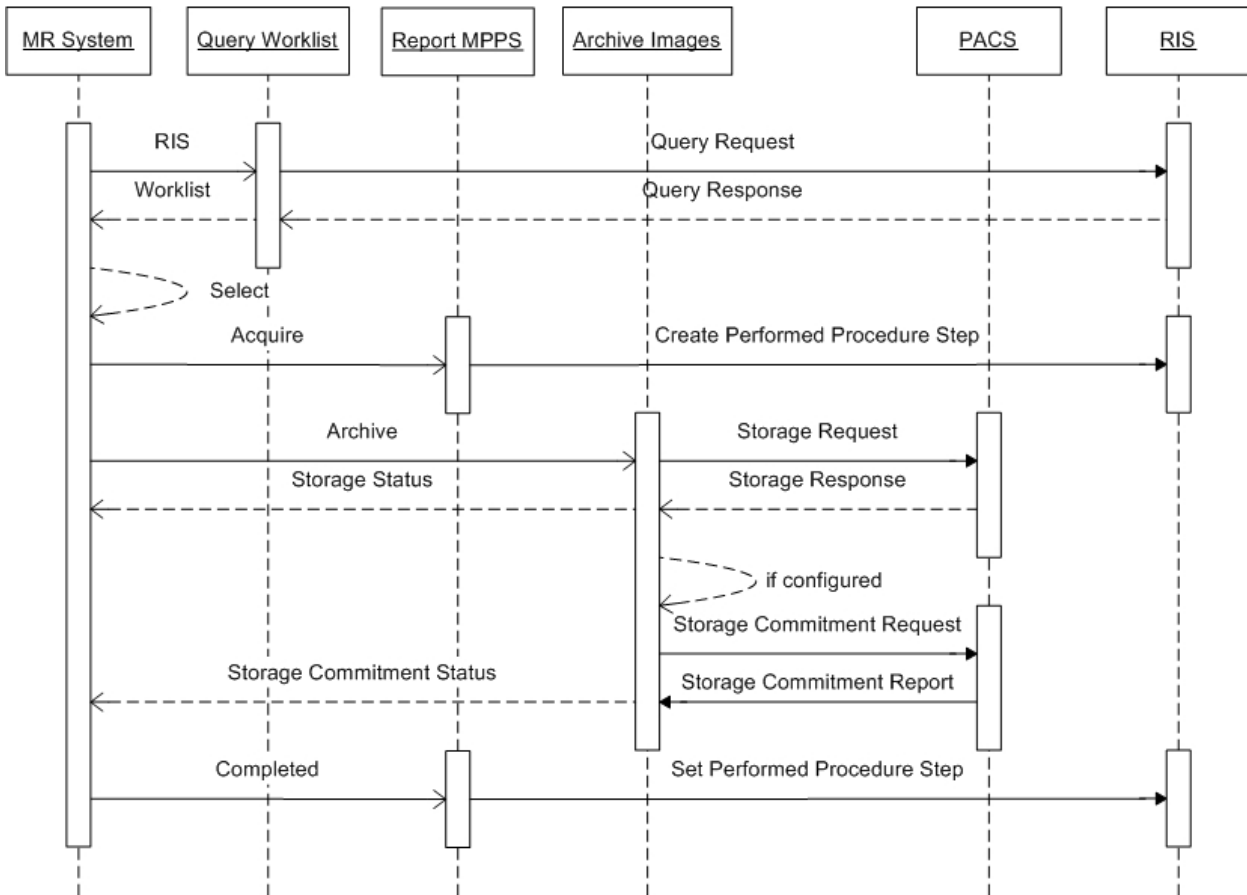 MR System
Query Worklist
Report MPPS
Archive Images
PACS
RIS
RIS
Query Request
Worklist
Query Response
Select
Acquire
Create Performed Procedure Step
Archive
Storage Request
Storage Status
Storage Response
if configured
Storage Commitment Request
Storage Commitment Status
Storage Commitment Report
Completed
Set Performed Procedure Step